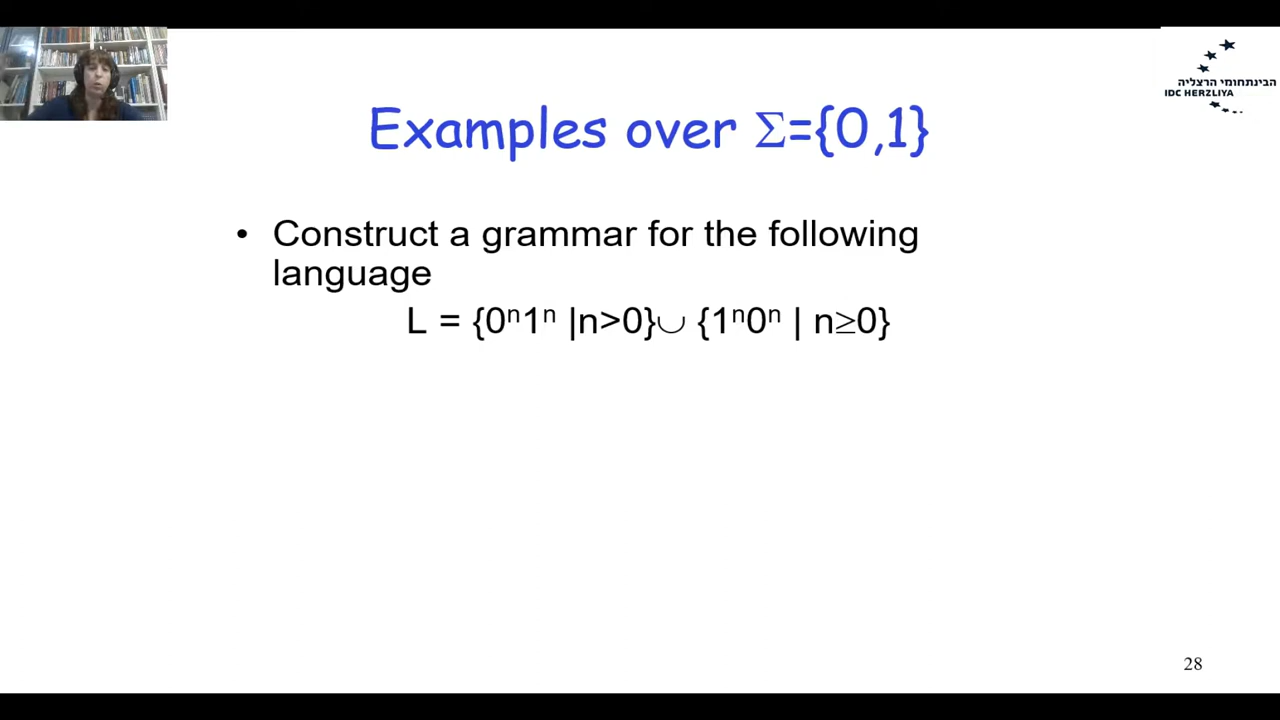 הבינתחומי הרצליה
IDC HERZLIYA
Examples over Σ={0,1}
• Construct a grammar for the following
language
L = {0ⁿ1ⁿ |n>0}∪ {1ⁿ0ⁿ | n≥0}
28